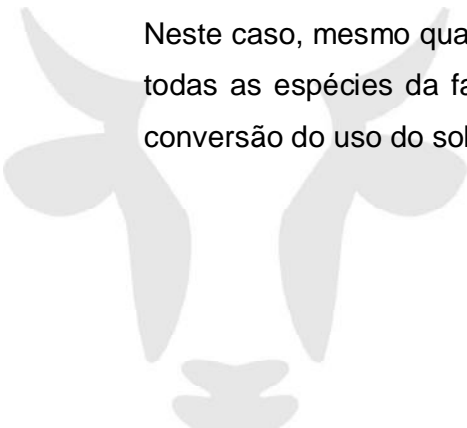 Neste caso, mesmo
todas as espécies da
conversão do uso do